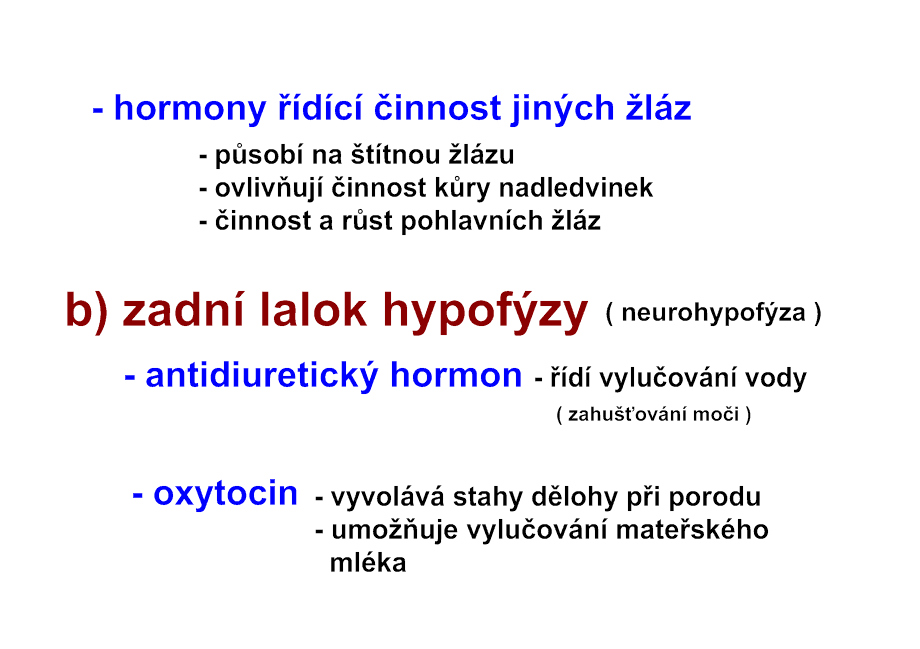 - hormony řídící činnost jiných žláz
- působí na štítnou žlázu
- ovlivňují činnost kůry nadledvinek
- činnost a růst pohlavních žláz
b) zadní lalok hypofýzy ( neurohypofýza )
- antidiuretický hormon - řídí vylučování vody
( zahušťování moči )
- oxytocin - vyvolává stahy dělohy při porodu
- umožňuje vylučování mateřského
mléka